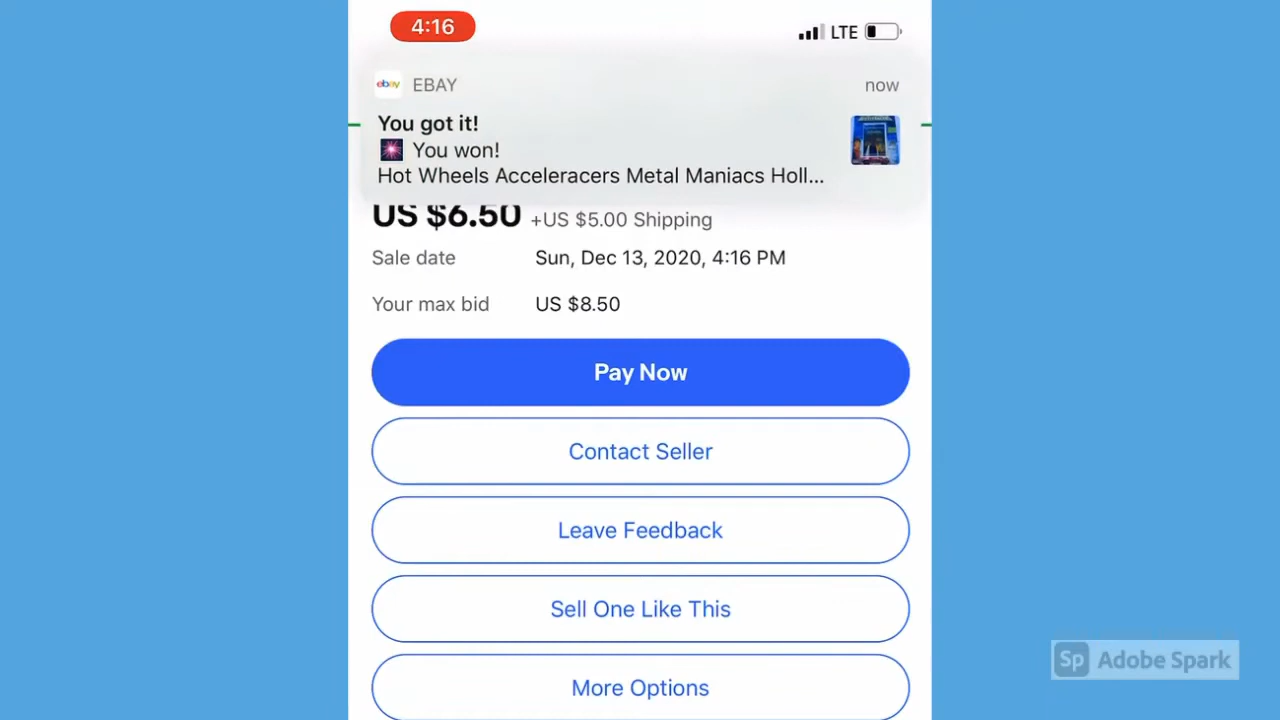 4:16
LTE
ebay EBAY now
You got it!
You won!
Hot Wheels Acceleracers Metal Maniacs Holl...
US $6.50 +US $5.00 Shipping
Sale date Sun, Dec 13, 2020, 4:16 PM
Your max bid US $8.50
Pay Now
Contact Seller
Leave Feedback
Sell One Like This
More Options
Sp Adobe Spark